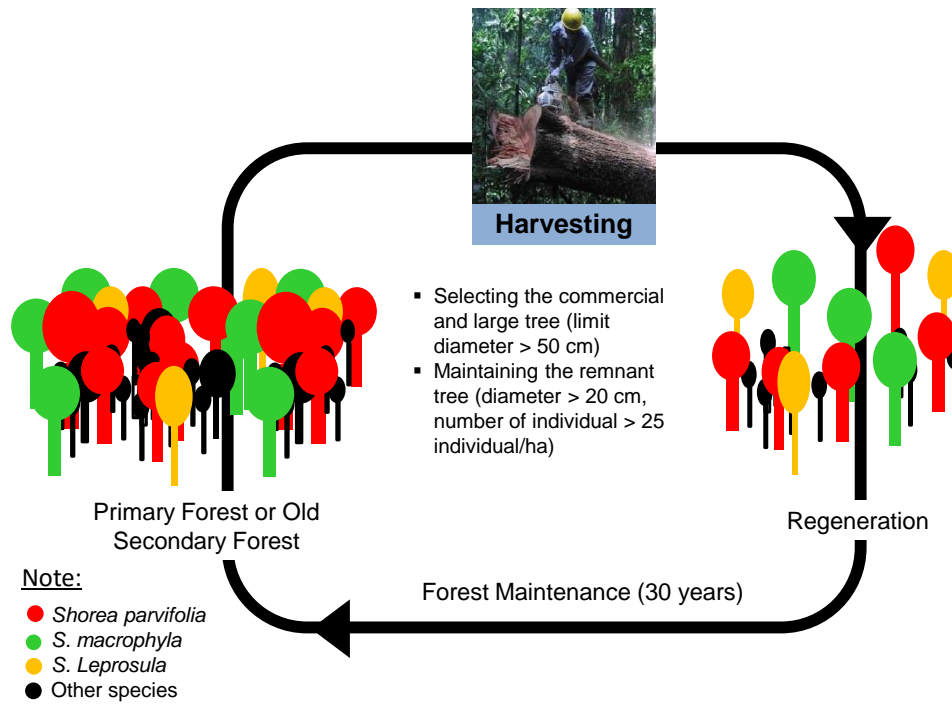 Harvesting
▪ Selecting the commercial
and large tree (limit
diameter > 50 cm)
▪ Maintaining the remnant
tree (diameter > 20 cm,
number of individual > 25
individual/ha)
Primary Forest or Old
Secondary Forest
Regeneration
Forest Maintenance (30 years)
Note:
Shorea parvifolia
S. macrophyla
S. Leprosula
Other species